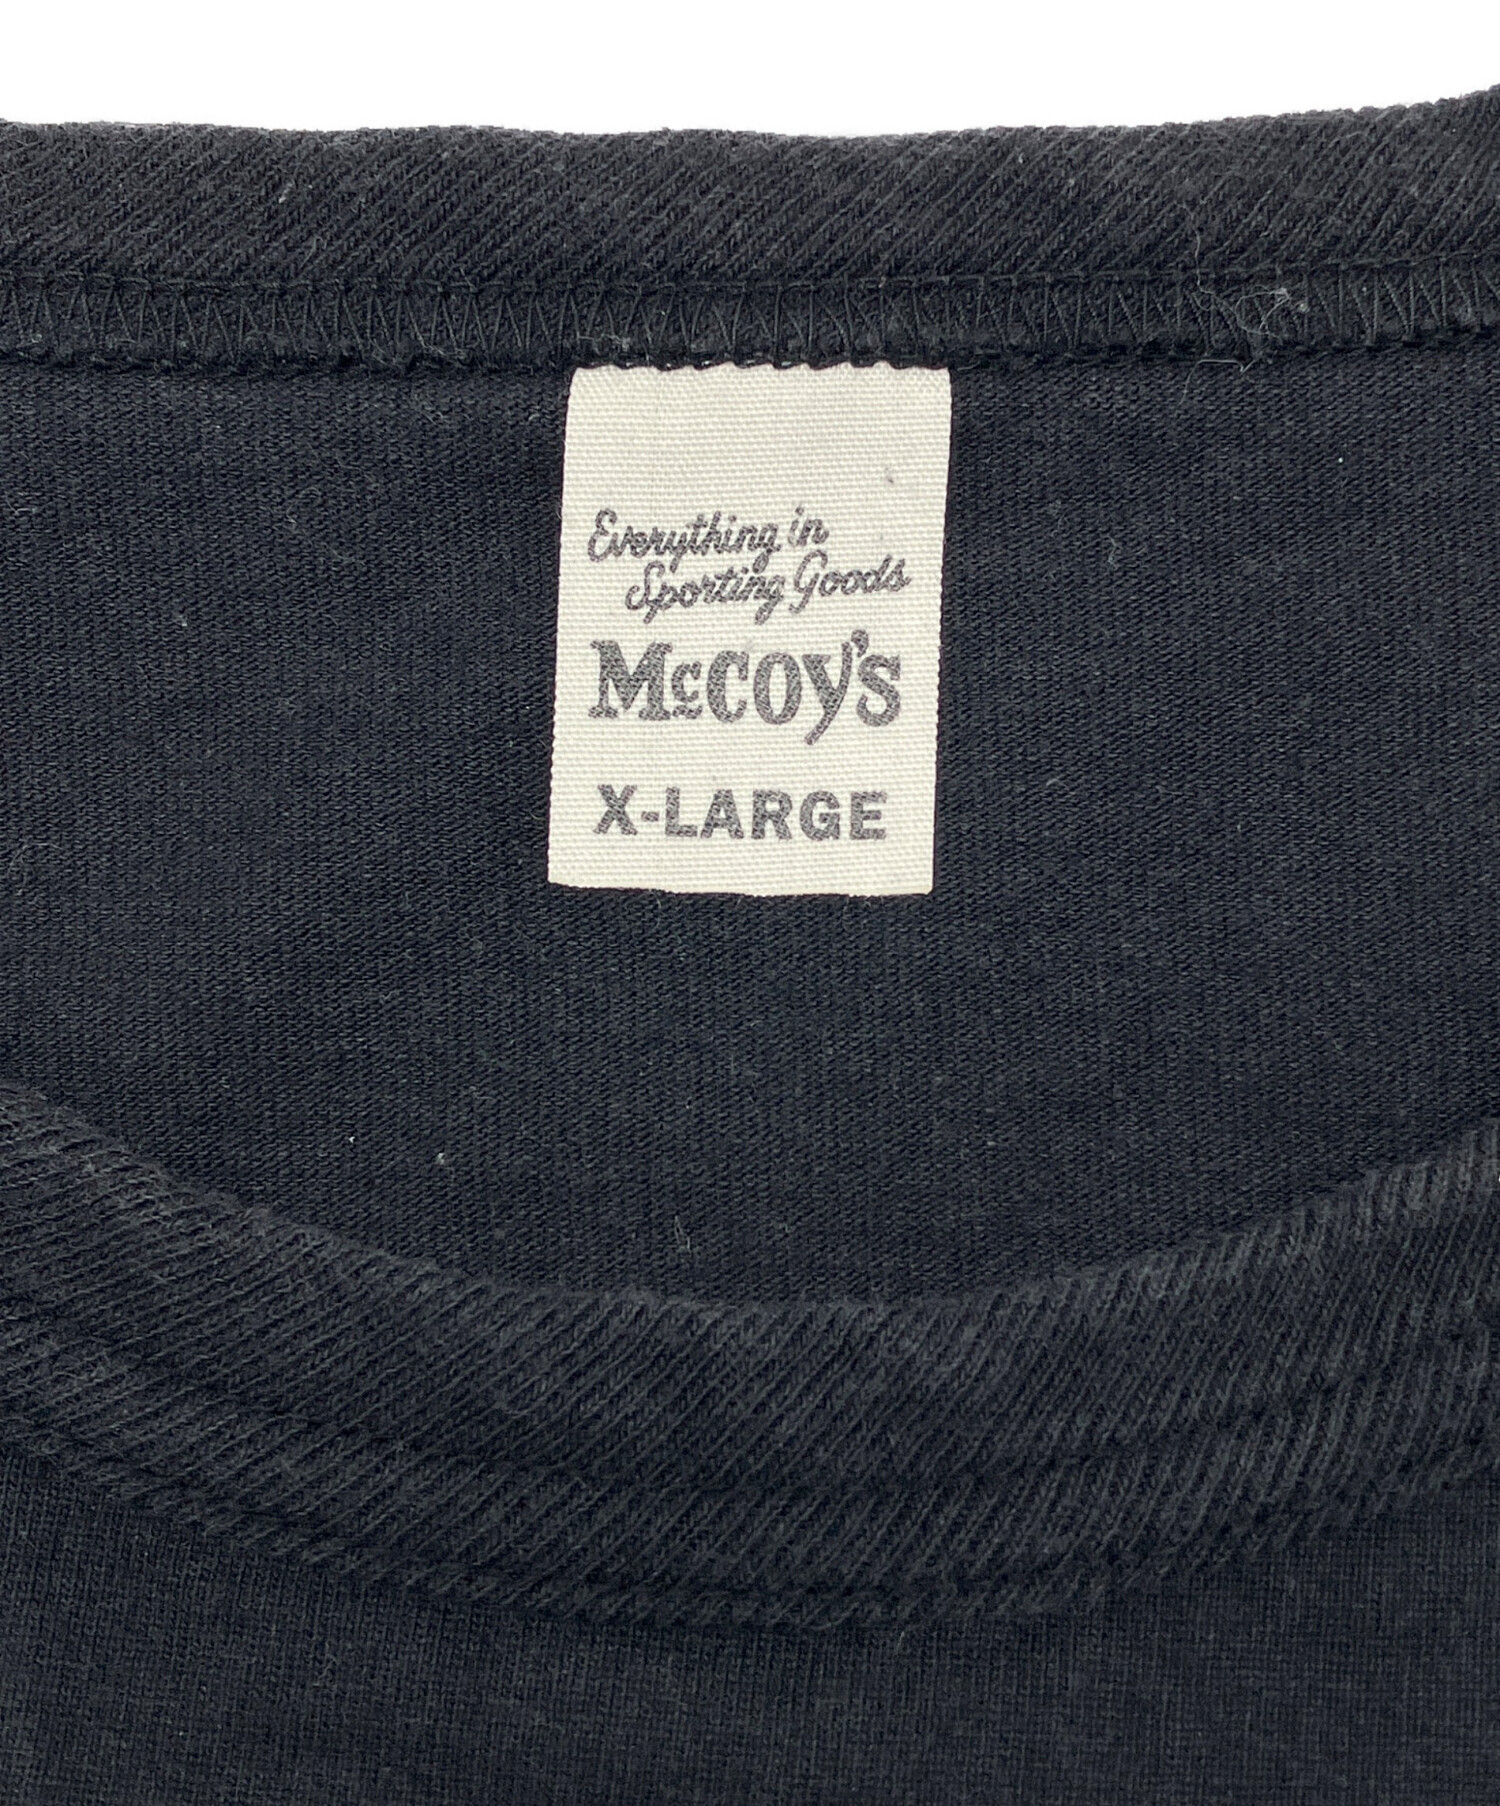 Everything in
Sporting Goods
McCOY'S
X-LARGE